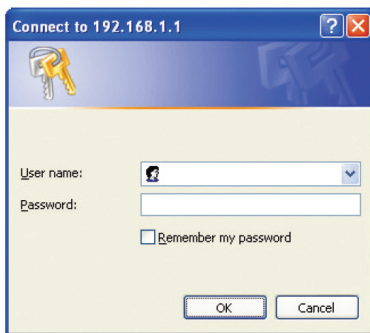 Connect to 192.168.1.1
User name:
Password:
Remember my password
OK
Cancel